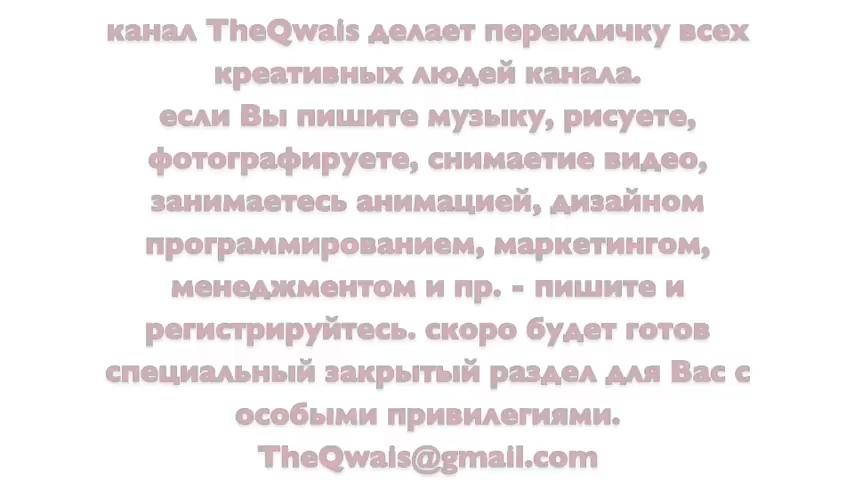 канал TheQwais делает перекличку всех
креативных людей канала.
если Вы пишите музыку, рисуете,
фотографируете, снимаетие видео,
занимаетесь анимацией, дизайном
программированием, маркетингом,
менеджментом и пр. - пишите и
регистрируйтесь. скоро будет готов
специальный закрытый раздел для Вас с
особыми привилегиями.
TheQwais@gmail.com